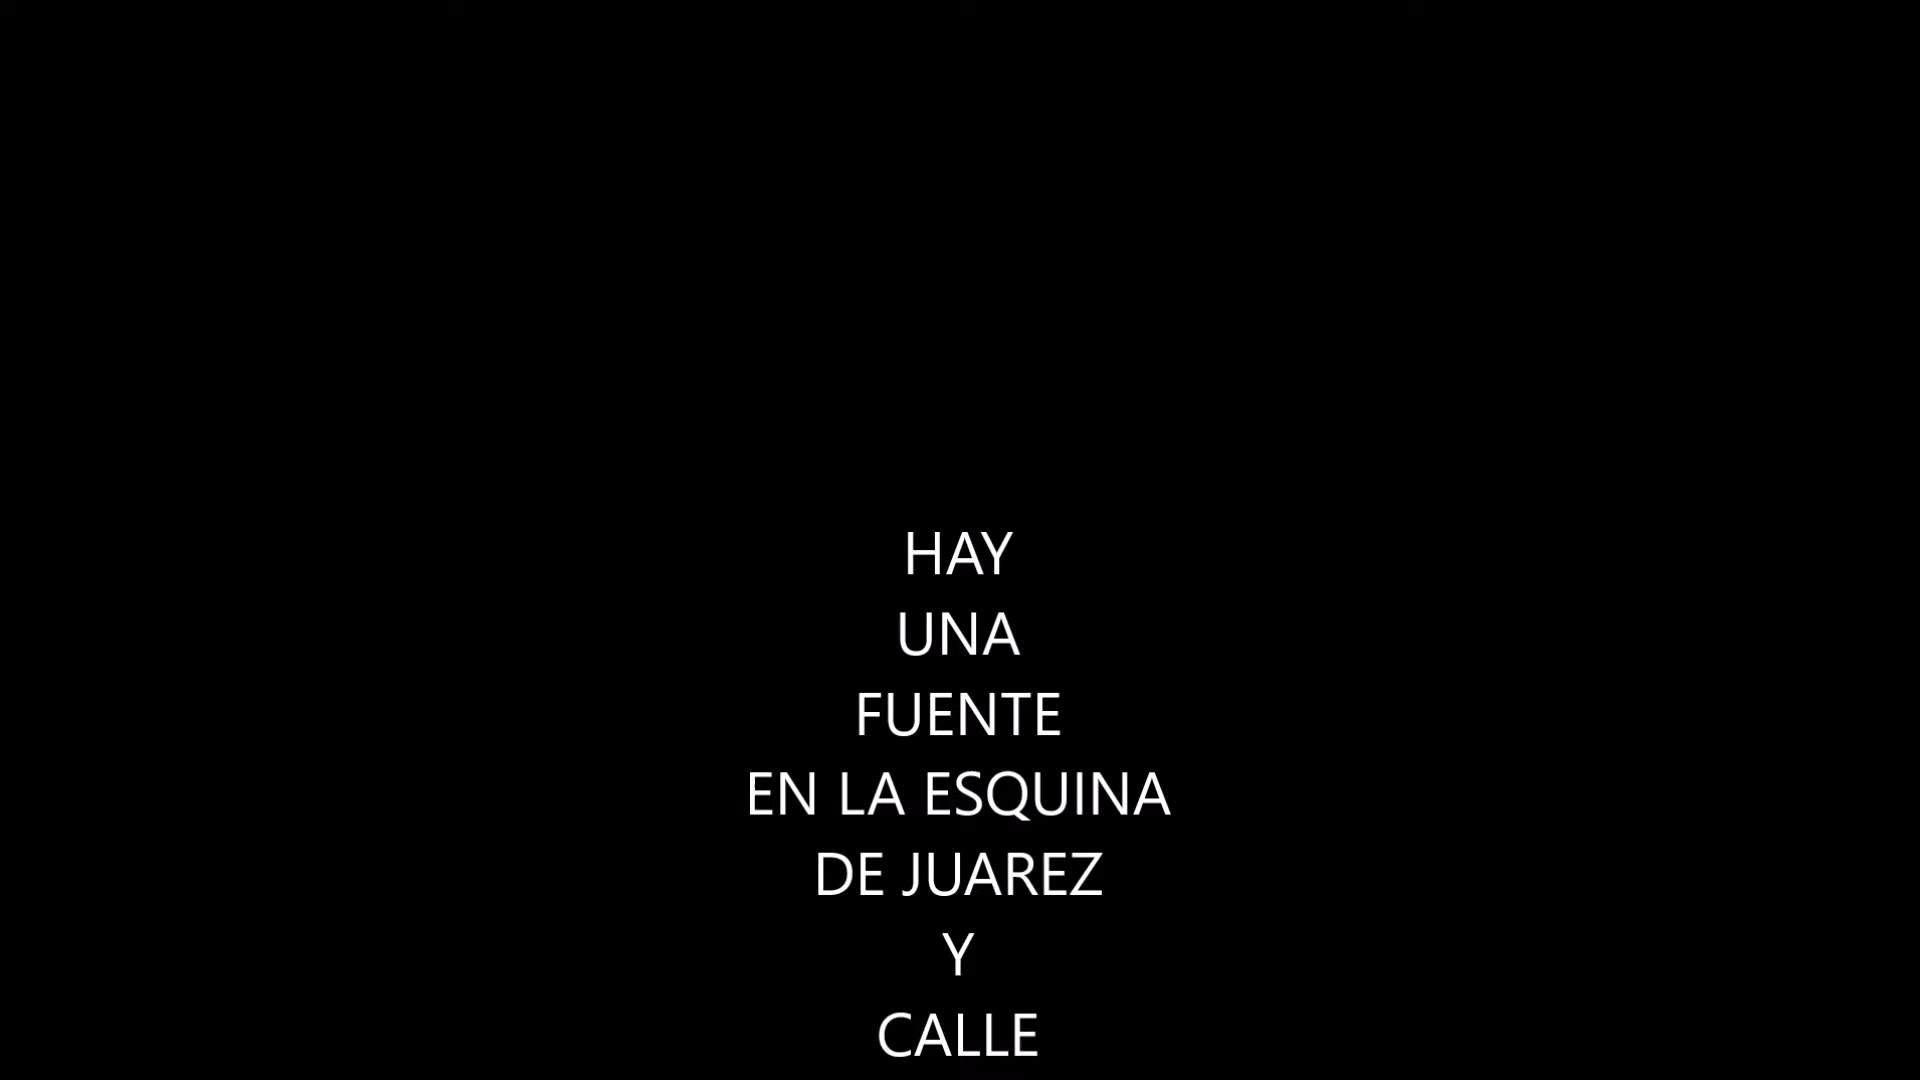 HAY
UNA
FUENTE
EN LA ESQUINA
DE JUAREZ
Y
CALLE